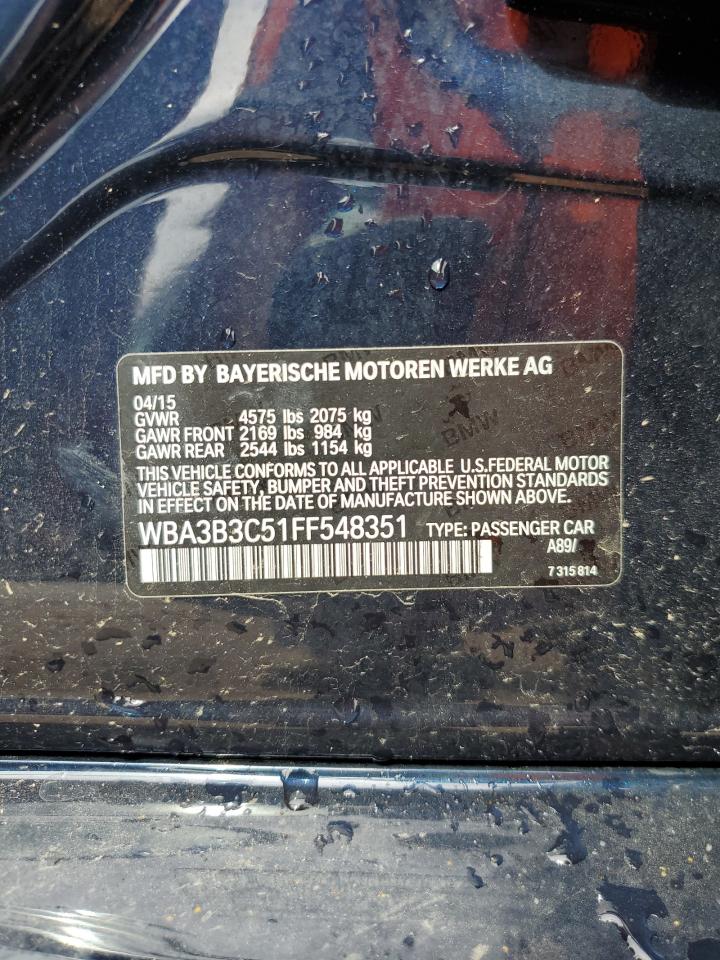 MFD BY BAYERISCHE MOTOREN WERKE AG
04/15
GVWR 4575 lbs 2075 kg
GAWR FRONT 2169 lbs 984 kg
GAWR REAR 2544 lbs 1154 kg
THIS VEHICLE CONFORMS TO ALL APPLICABLE U.S.FEDERAL MOTOR
VEHICLE SAFETY, BUMPER AND THEFT PREVENTION STANDARDS
IN EFFECT ON THE DATE OF MANUFACTURE SHOWN ABOVE.
WBA3B3C51FF548351 TYPE: PASSENGER CAR
A89/
7 315 814